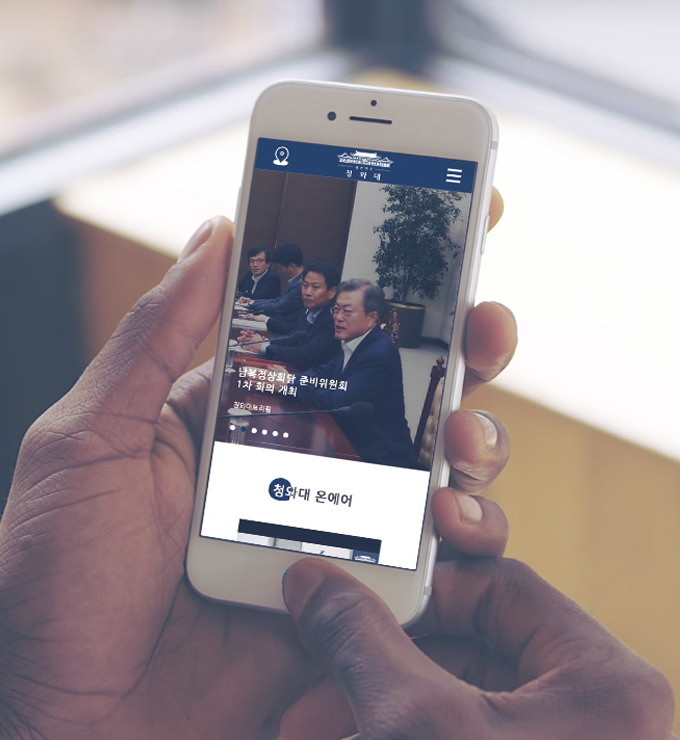 청와대
남북정상회담 준비위원회
1차 회의 개최
청와대브리핑
청와대 온에어